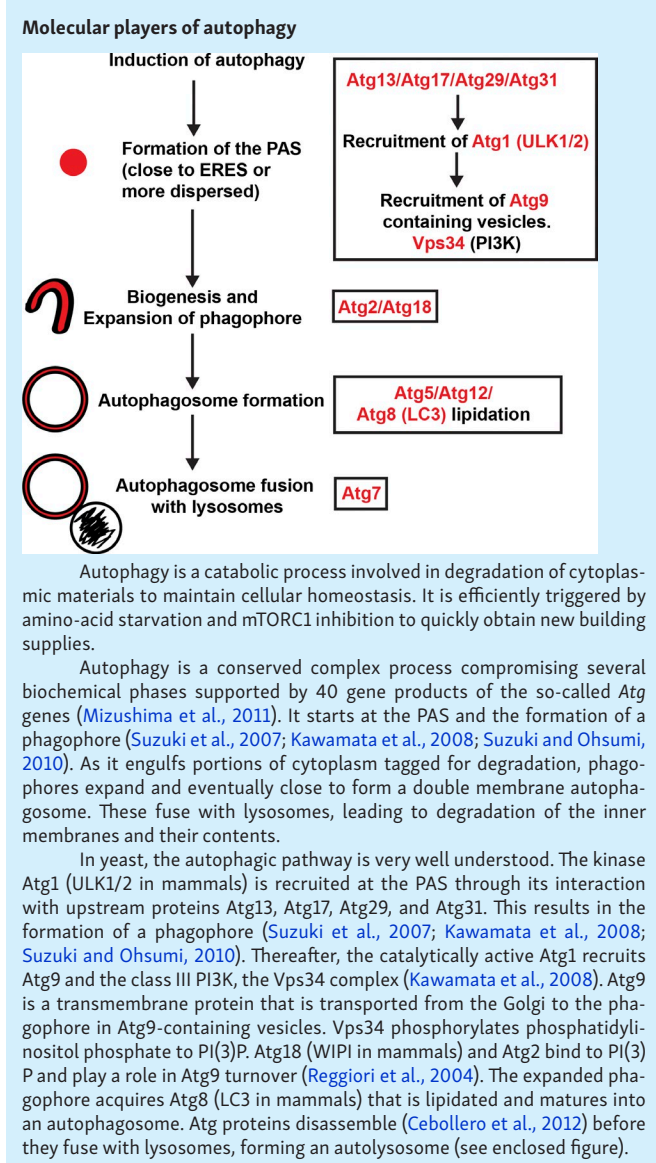 Molecular players of autophagy
Induction of autophagy
Formation of the PAS
(close to ERES or
more dispersed)
Atg13/Atg17/Atg29/Atg31
Recruitment of Atg1 (ULK1/2)
Recruitment of Atg9
containing vesicles.
Vps34 (PI3K)
Biogenesis and
Expansion of phagophore
Atg2/Atg18
Autophagosome formation
Atg5/Atg12/
Atg8 (LC3) lipidation
Autophagosome fusion
with lysosomes
Atg7
Autophagy is a catabolic process involved in degradation of cytoplas-
mic materials to maintain cellular homeostasis. It is efficiently triggered by
amino-acid starvation and mTORC1 inhibition to quickly obtain new building
supplies.
Autophagy is a conserved complex process compromising several
biochemical phases supported by 40 gene products of the so-called Atg
genes (Mizushima et al., 2011). It starts at the PAS and the formation of a
phagophore (Suzuki et al., 2007; Kawamata et al., 2008; Suzuki and Ohsumi,
2010). As it engulfs portions of cytoplasm tagged for degradation, phago-
phores expand and eventually close to form a double membrane autopha-
gosome. These fuse with lysosomes, leading to degradation of the inner
membranes and their contents.
In yeast, the autophagic pathway is very well understood. The kinase
Atg1 (ULK1/2 in mammals) is recruited at the PAS through its interaction
with upstream proteins Atg13, Atg17, Atg29, and Atg31. This results in the
formation of a phagophore (Suzuki et al., 2007; Kawamata et al., 2008;
Suzuki and Ohsumi, 2010). Thereafter, the catalytically active Atg1 recruits
Atg9 and the class III PI3K, the Vps34 complex (Kawamata et al., 2008). Atg9
is a transmembrane protein that is transported from the Golgi to the pha-
gophore in Atg9-containing vesicles. Vps34 phosphorylates phosphatidyli-
nositol phosphate to PI(3)P. Atg18 (WIPI in mammals) and Atg2 bind to PI(3)
P and play a role in Atg9 turnover (Reggiori et al., 2004). The expanded pha-
gophore acquires Atg8 (LC3 in mammals) that is lipidated and matures into
an autophagosome. Atg proteins disassemble (Cebollero et al., 2012) before
they fuse with lysosomes, forming an autolysosome (see enclosed figure).